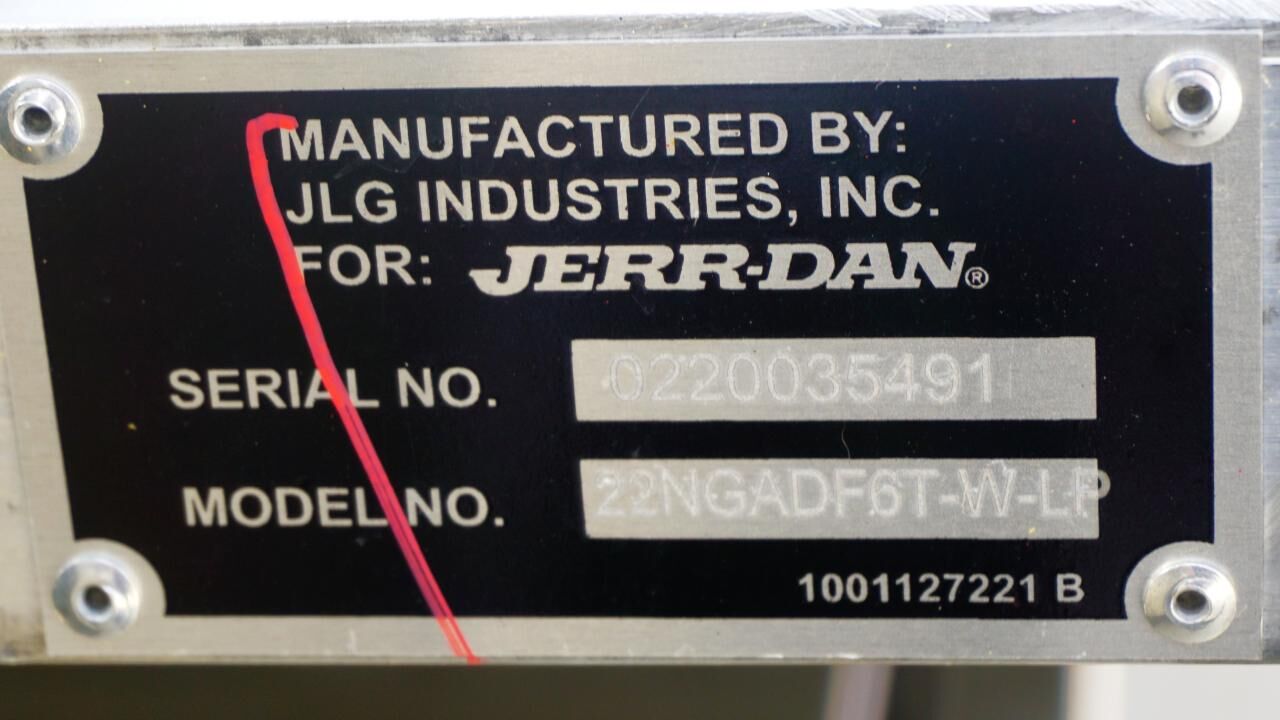 MANUFACTURED BY:
JLG INDUSTRIES, INC.
FOR: JERR-DAN®
SERIAL NO. 0220035491
MODEL NO. 22NGADF6T-W-LP
1001127221 B